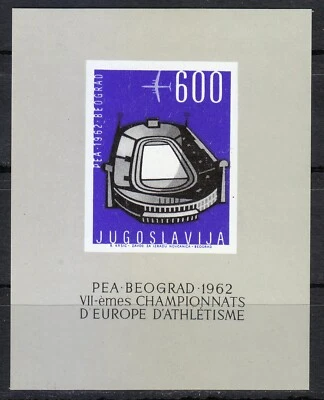 600
PEA·1962·BEOGRAD
JUGOSLAVIJA
PEA·BEOGRAD·1962
VII-èmes CHAMPIONNATS
D'EUROPE D'ATHLÉTISME